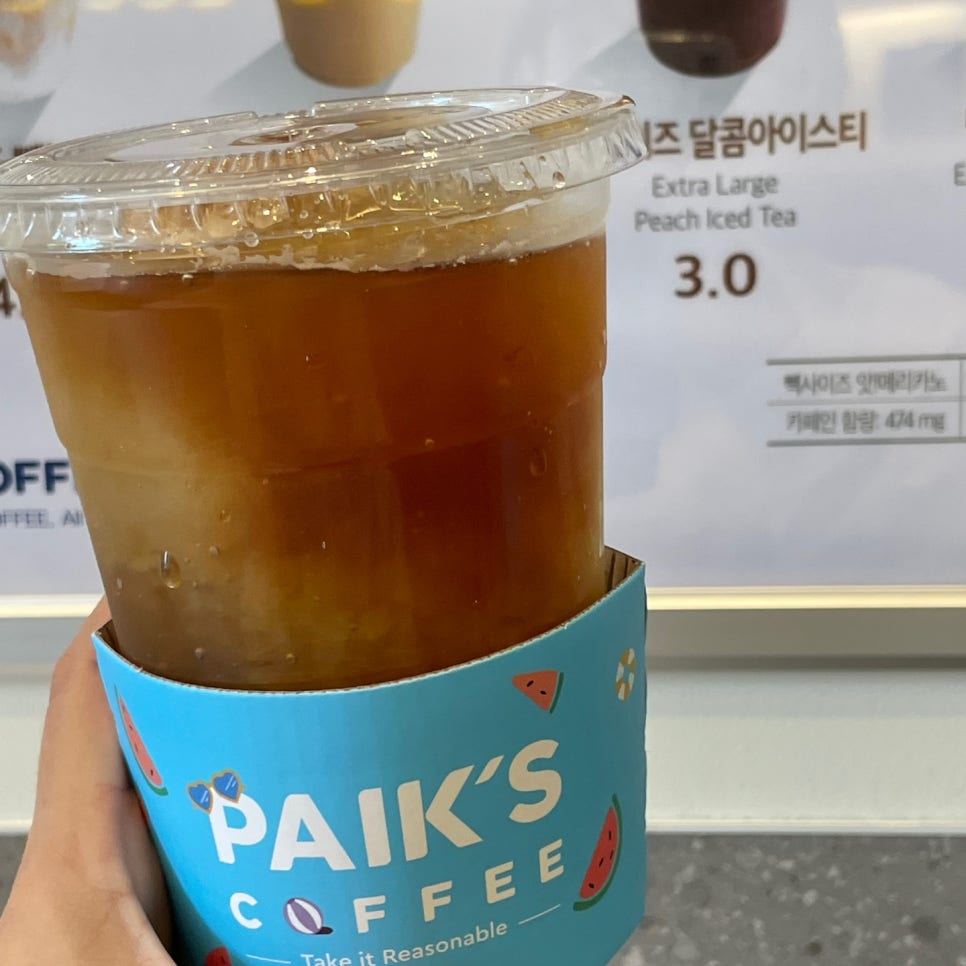 이즈 달콤아이스티
Extra Large
Peach Iced Tea
3.0
빽사이즈 앗!메리카노
카페인 함량: 474 mg
PAIK'S
COFFEE
Take it Reasonable